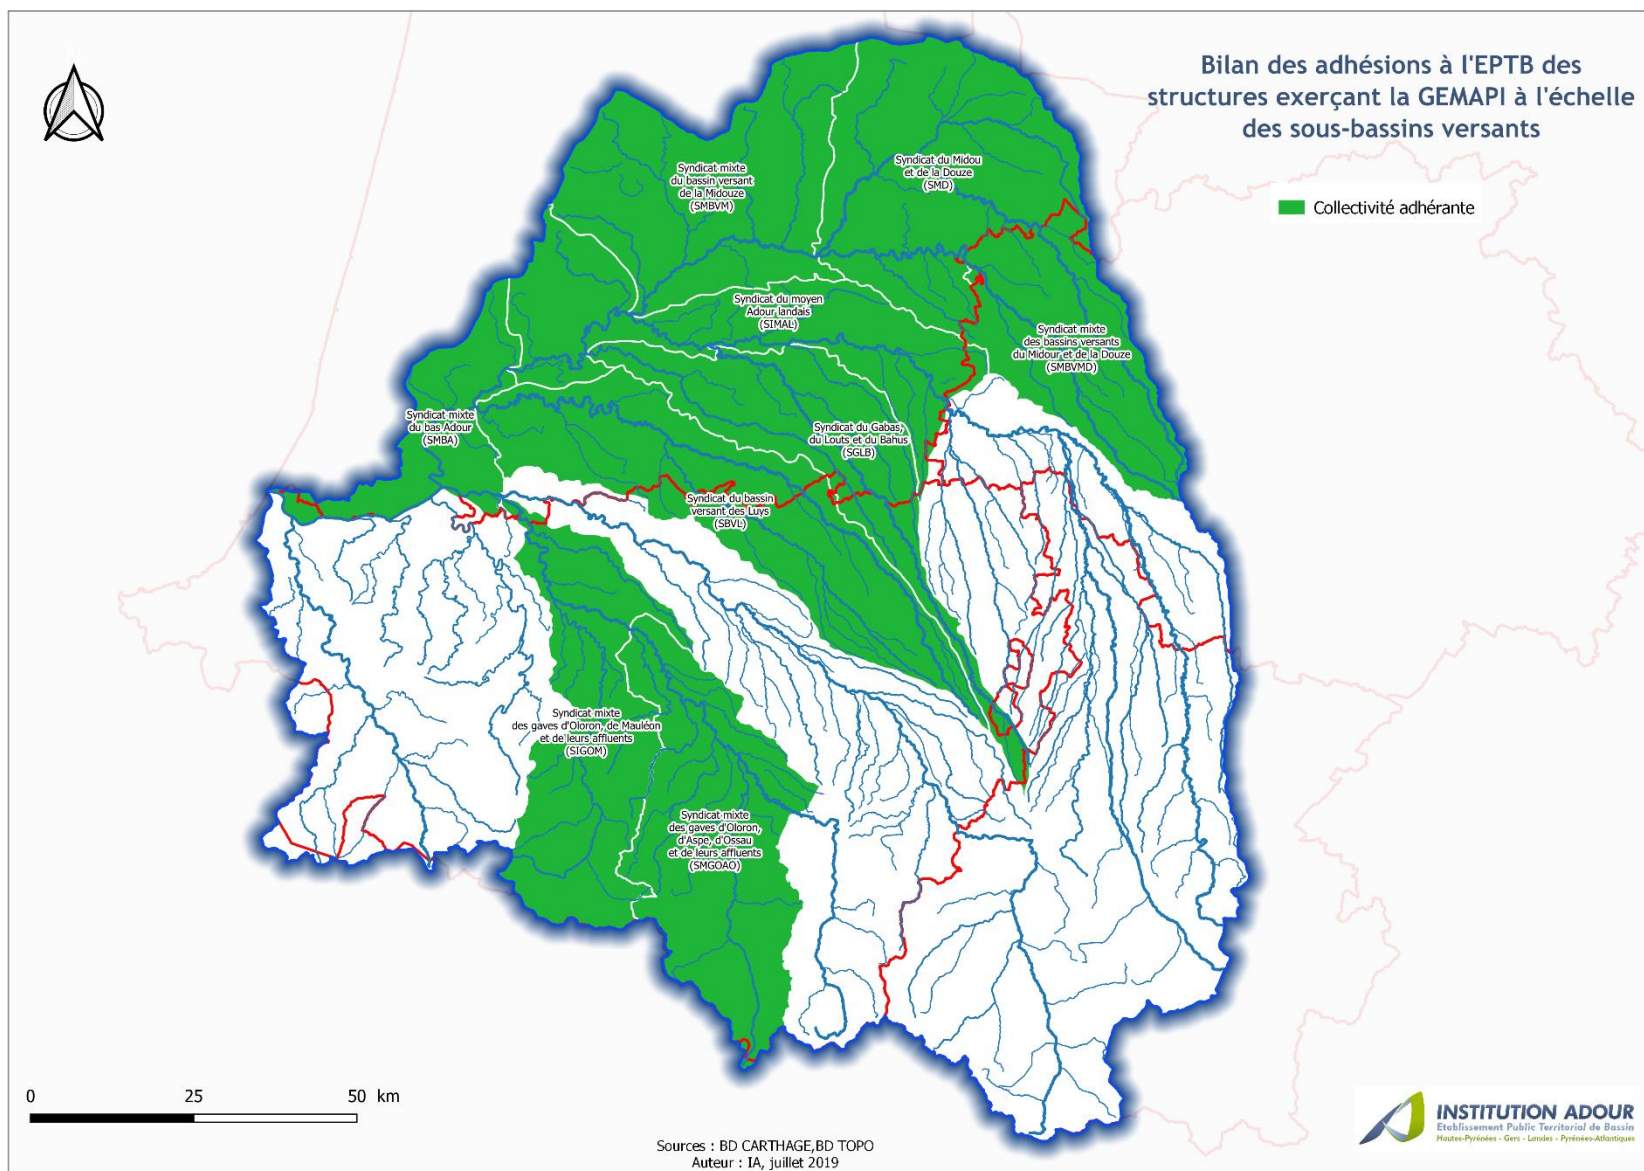 Bilan des adhésions à l'EPTB des
structures exerçant la GEMAPI à l'échelle
des sous-bassins versants
Collectivité adhérante
Syndicat mixte
du bassin versant
de la Midouze
(SMBVM)
Syndicat du Midou
et de la Douze
(SMD)
Syndicat du moyen
Adour landais
(SIMAL)
Syndicat mixte
des bassins versants
du Midour et de la Douze
(SMBVMD)
Syndicat mixte
du bas Adour
(SMBA)
Syndicat du Gabas,
du Louts et du Bahus
(SGLB)
Syndicat du bassin
versant des Luys
(SBVL)
Syndicat mixte
des gaves d'Oloron, de Mauléon
et de leurs affluents
(SIGOM)
Syndicat mixte
des gaves d'Oloron,
d'Aspe, d'Ossau
et de leurs affluents
(SMGOAO)
0 25 50 km
Sources : BD CARTHAGE,BD TOPO
Auteur : IA, juillet 2019
INSTITUTION ADOUR
Etablissement Public Territorial de Bassin
Hautes-Pyrénées - Gers - Landes - Pyrénées-Atlantiques